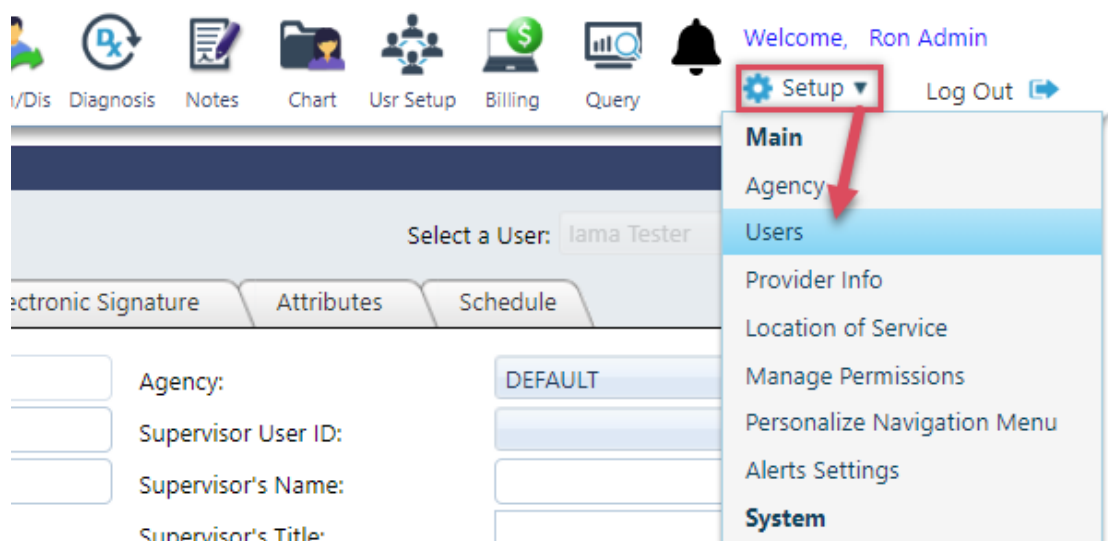 Welcome, Ron Admin
/Dis Diagnosis Notes Chart Usr Setup Billing Query
Setup ▼ Log Out
Main
Agency
Select a User: Iama Tester
Users
Provider Info
ectronic Signature Attributes Schedule
Location of Service
Agency: DEFAULT
Manage Permissions
Supervisor User ID:
Personalize Navigation Menu
Supervisor's Name:
Alerts Settings
System
Supervisor's Title: